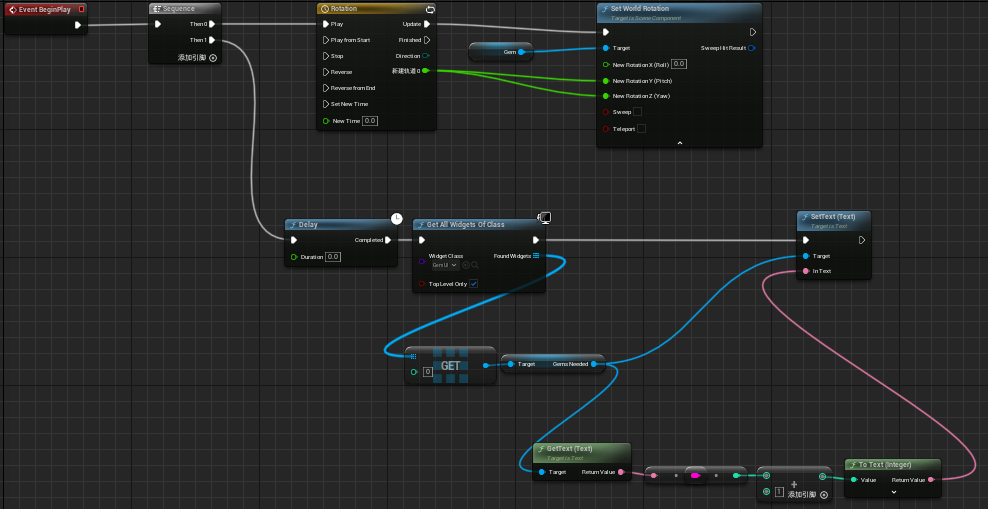 Event BeginPlay
Sequence
Then 0
Then 1
添加引脚
Rotation
Play
Update
Play from Start
Finished
Stop
Direction
Reverse
新建轨道 0
Reverse from End
Set New Time
New Time
0.0
Gem
Set World Rotation
Target is Scene Component
Target
Sweep Hit Result
New Rotation X (Roll)
0.0
New Rotation Y (Pitch)
New Rotation Z (Yaw)
Sweep
Teleport
Delay
Completed
Duration
0.0
Get All Widgets Of Class
Widget Class
Found Widgets
Gem UI
Top Level Only
SetText (Text)
Target is Text
Target
In Text
GET
0
Target
Gems Needed
GetText (Text)
Target is Text
Target
Return Value
1
添加引脚
To Text (Integer)
Value
Return Value